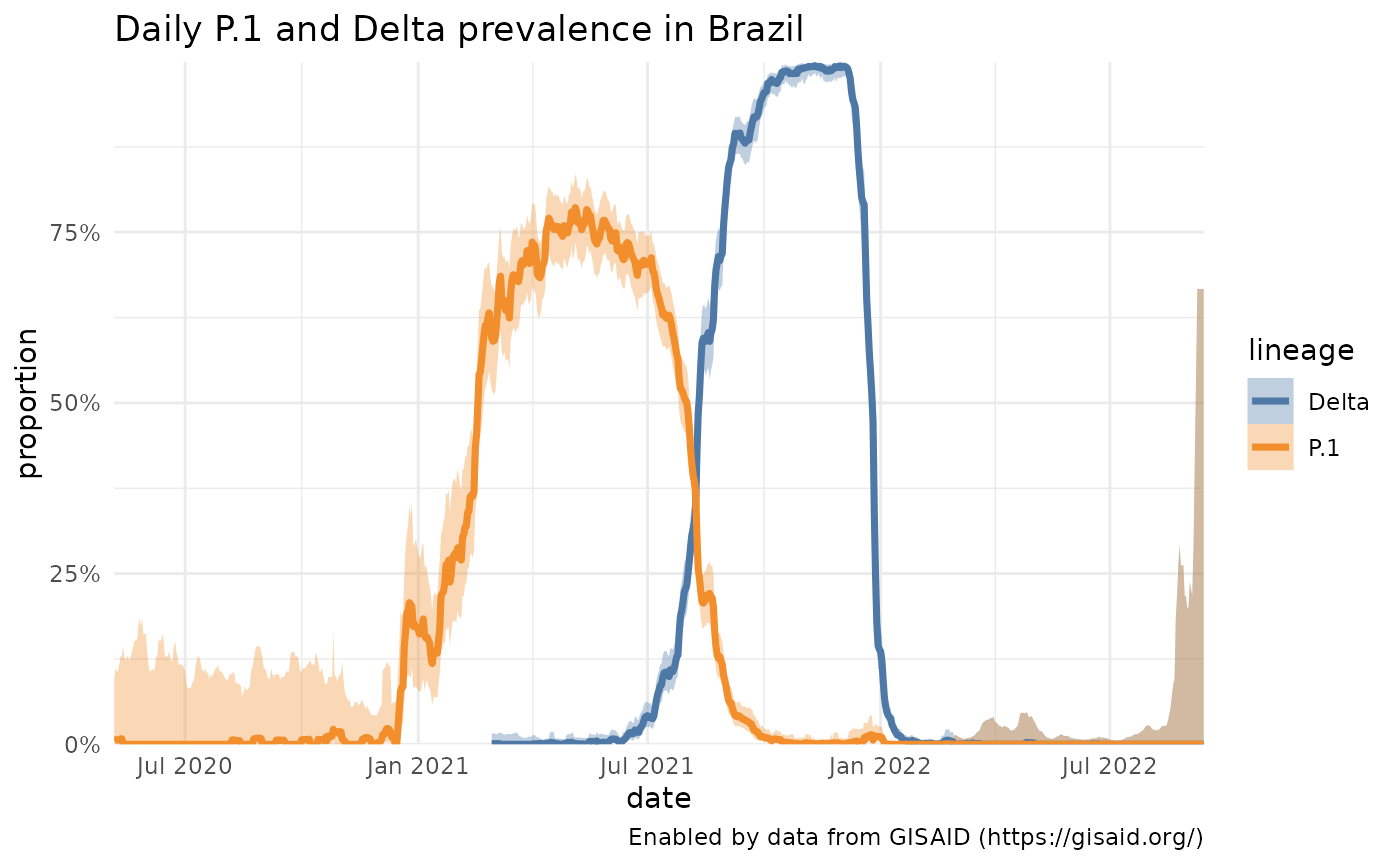 Daily P.1 and Delta prevalence in Brazil
proportion
75%
50%
25%
0%
Jul 2020
Jan 2021
Jul 2021
Jan 2022
Jul 2022
date
lineage
Delta
P.1
Enabled by data from GISAID (https://gisaid.org/)